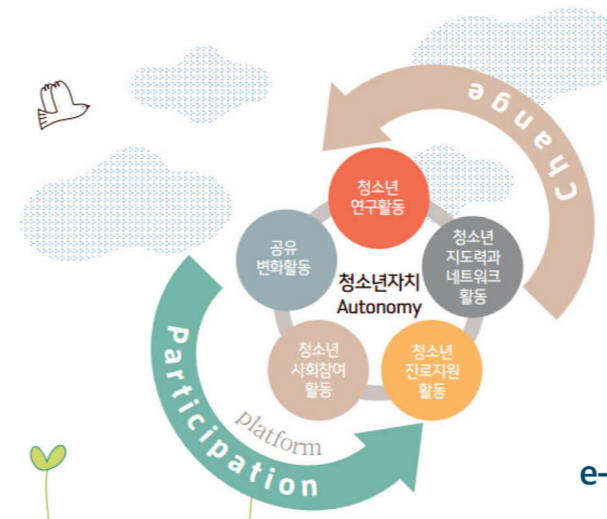 Change
청소년
연구활동
공유
변화활동
청소년
지도력과
네트워크
활동
청소년자치
Autonomy
청소년
사회참여
활동
청소년
진로지원
활동
platform
Participation
e-